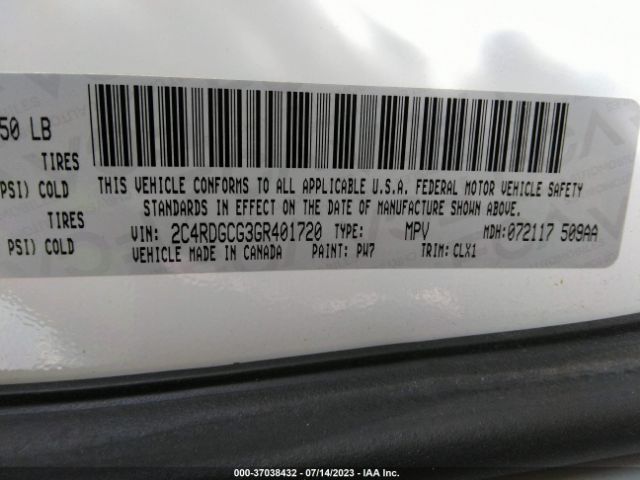 50 LB
TIRES
PSI) COLD
TIRES
PSI) COLD
THIS VEHICLE CONFORMS TO ALL APPLICABLE U.S.A. FEDERAL MOTOR VEHICLE SAFETY
STANDARDS IN EFFECT ON THE DATE OF MANUFACTURE SHOWN ABOVE.
VIN: 2C4RDGCG3GR401720 TYPE: MPV MDH:072117 509AA
VEHICLE MADE IN CANADA PAINT: PW7 TRIM: CLX1
000-37038432 - 07/14/2023 - IAA Inc.